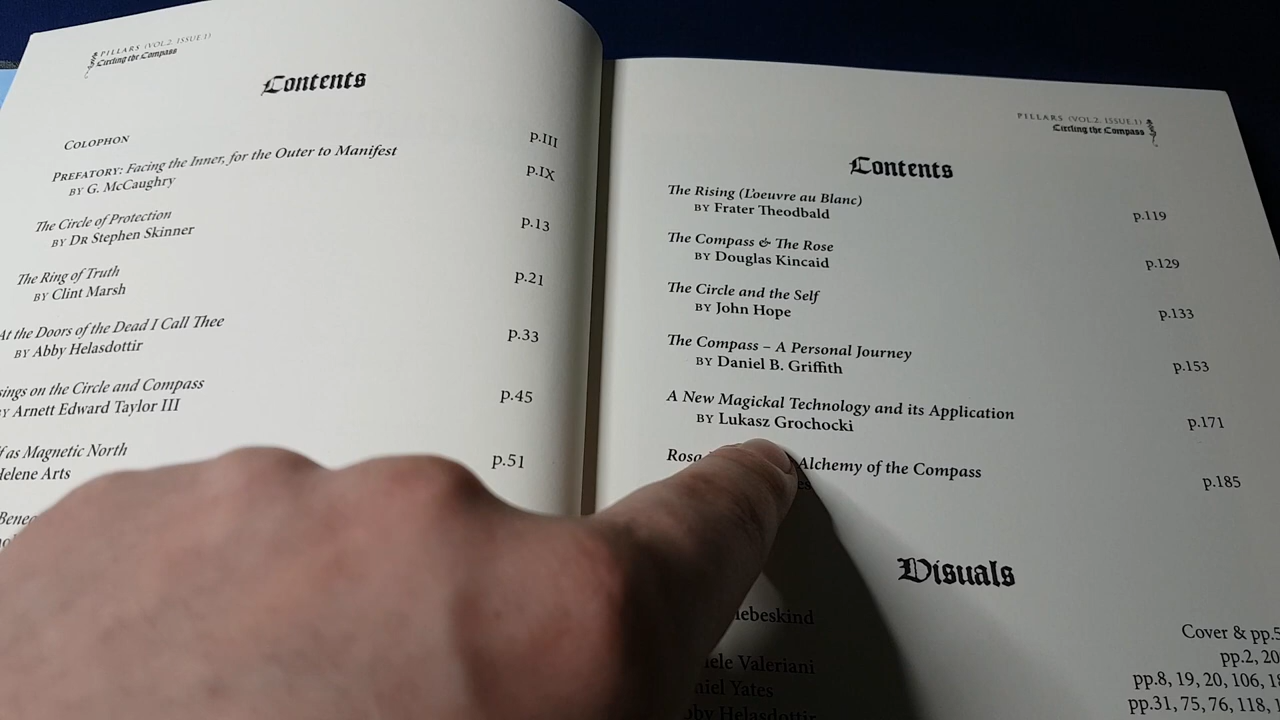 PILLARS (VOL.2. ISSUE.1)
Circling the Compass
Contents
COLOPHON
p.III
PREFATORY: Facing the Inner, for the Outer to Manifest
BY G. McCaughry
p.IX
The Circle of Protection
BY DR Stephen Skinner
p.13
The Ring of Truth
BY Clint Marsh
p.21
At the Doors of the Dead I Call Thee
BY Abby Helasdottir
p.33
on the Circle and Compass
Arnett Edward Taylor III
p.45
as Magnetic North
Helene Arts
p.51
PILLARS (VOL.2. ISSUE.1)
Circling the Compass
Contents
The Rising (L'oeuvre au Blanc)
BY Frater Theodbald
p.119
The Compass & The Rose
BY Douglas Kincaid
p.129
The Circle and the Self
BY John Hope
p.133
The Compass – A Personal Journey
BY Daniel B. Griffith
p.153
A New Magickal Technology and its Application
BY Lukasz Grochocki
p.171
Alchemy of the Compass
p.185
Visuals
Cover &
pp.2, 20
Valeriani
pp.8, 19, 20, 106,
Yates
pp.31, 75, 76, 118,
Helasdottir